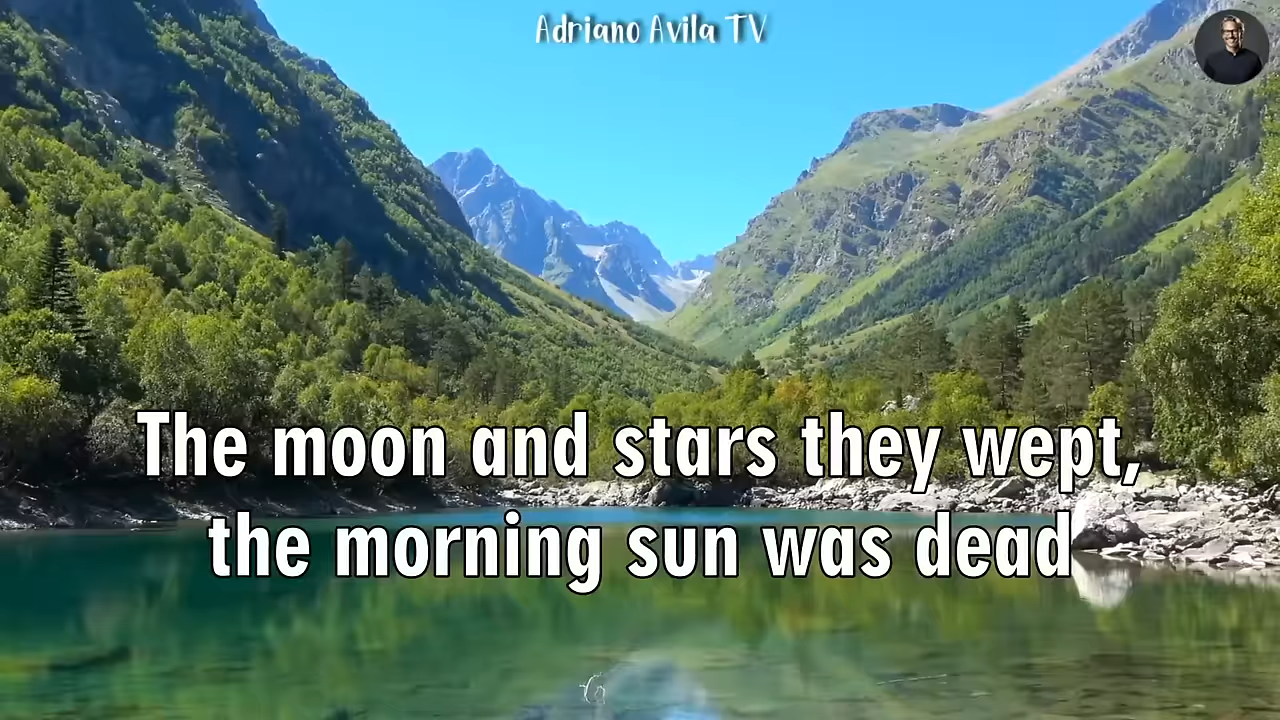 Adriano Avila TV
The moon and stars they wept,
the morning sun was dead